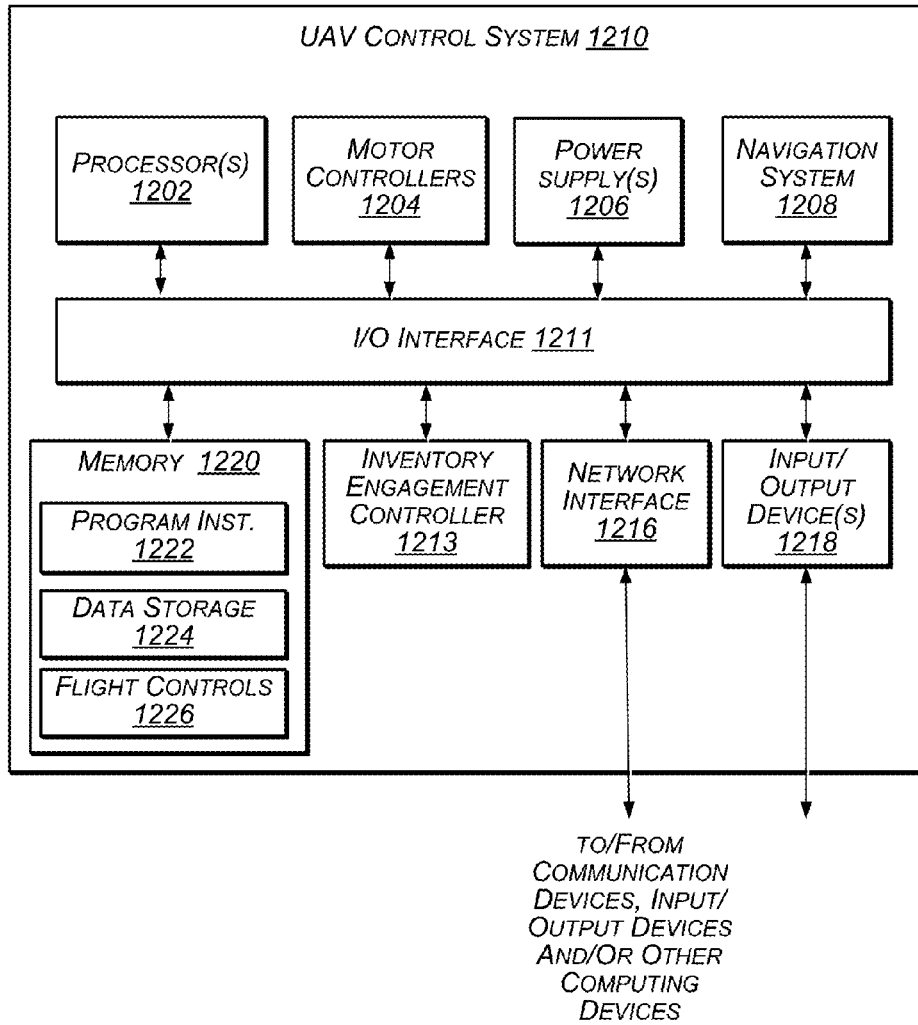 UAV CONTROL SYSTEM 1210
PROCESSOR(S)
1202
MOTOR
CONTROLLERS
1204
POWER
SUPPLY(S)
1206
NAVIGATION
SYSTEM
1208
I/O INTERFACE 1211
MEMORY 1220
PROGRAM INST.
1222
DATA STORAGE
1224
FLIGHT CONTROLS
1226
INVENTORY
ENGAGEMENT
CONTROLLER
1213
NETWORK
INTERFACE
1216
INPUT/
OUTPUT
DEVICE(S)
1218
TO/FROM
COMMUNICATION
DEVICES, INPUT/
OUTPUT DEVICES
AND/OR OTHER
COMPUTING
DEVICES